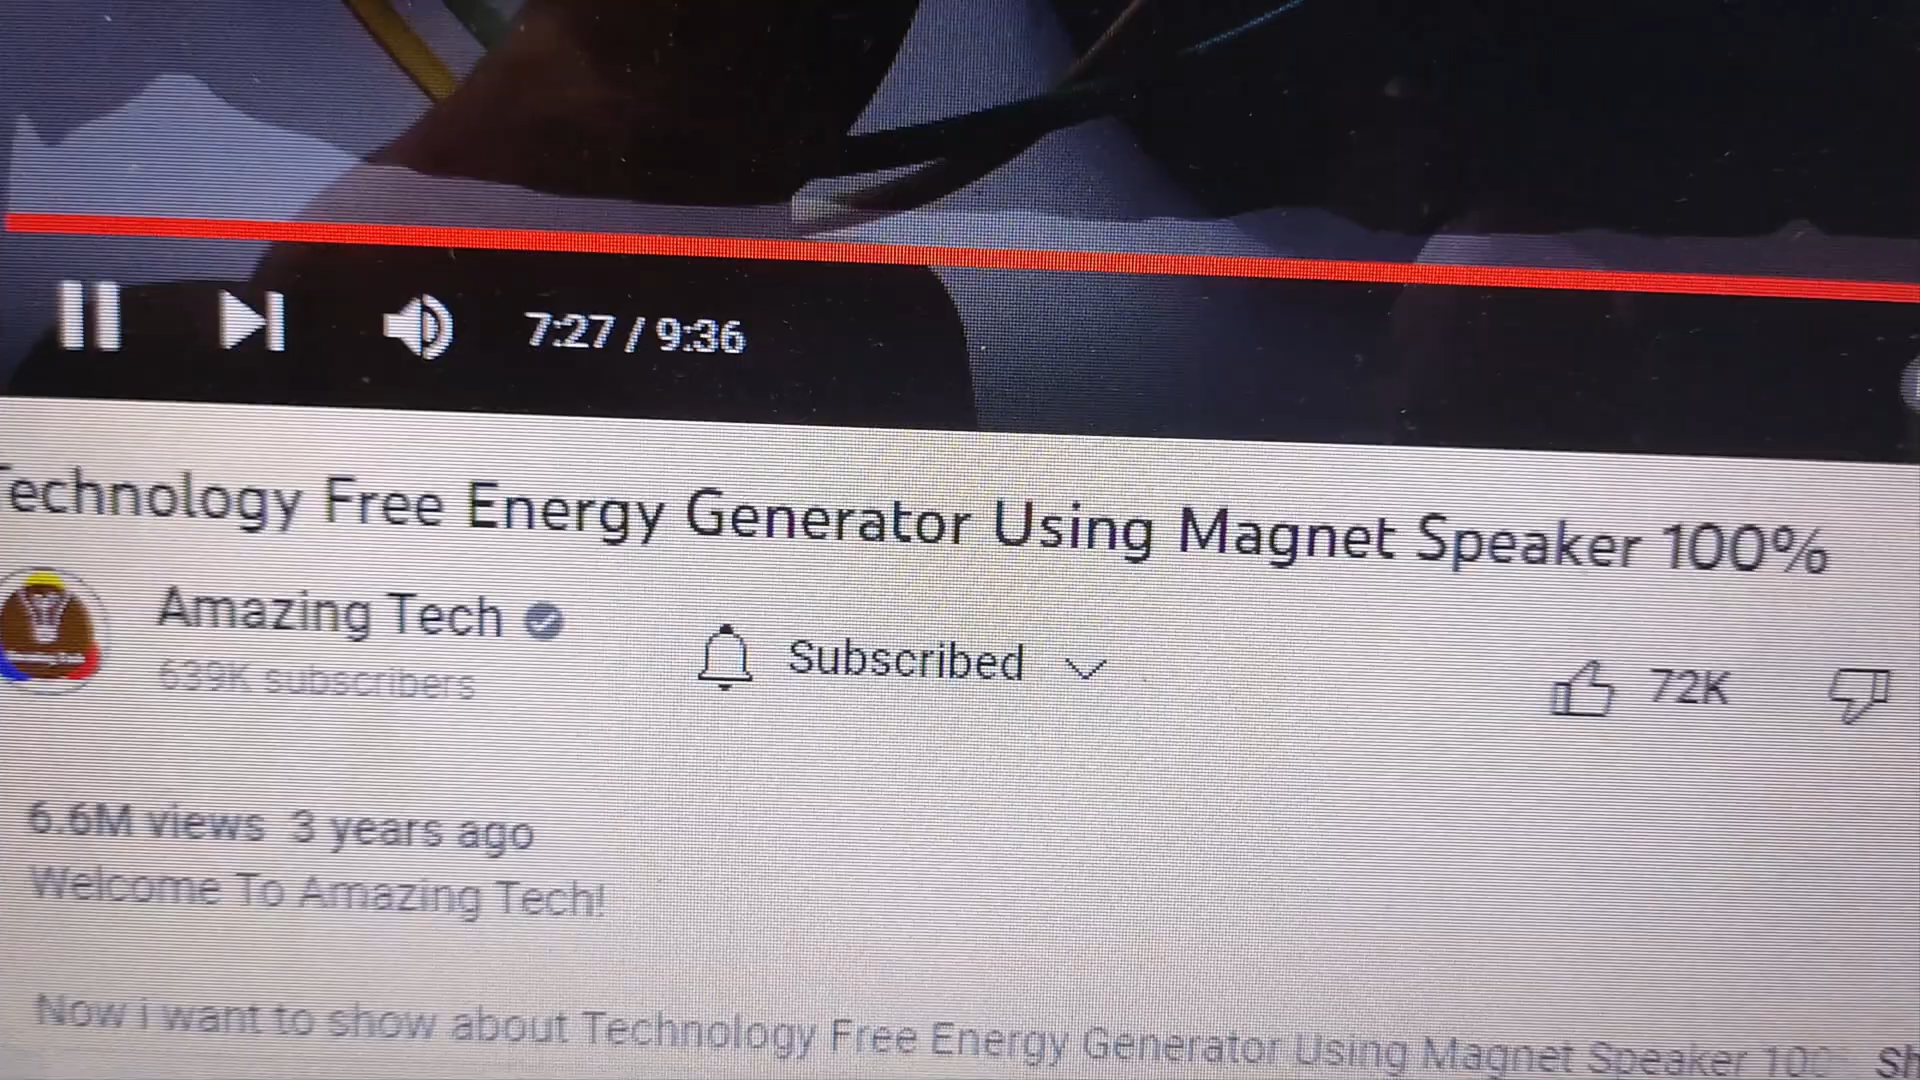 7:27 / 9:36
Technology Free Energy Generator Using Magnet Speaker 100%
Amazing Tech
639K subscribers
Subscribed
72K
6.6M views 3 years ago
Welcome To Amazing Tech!
Now i want to show about Technology Free Energy Generator Using Magnet Speaker 100